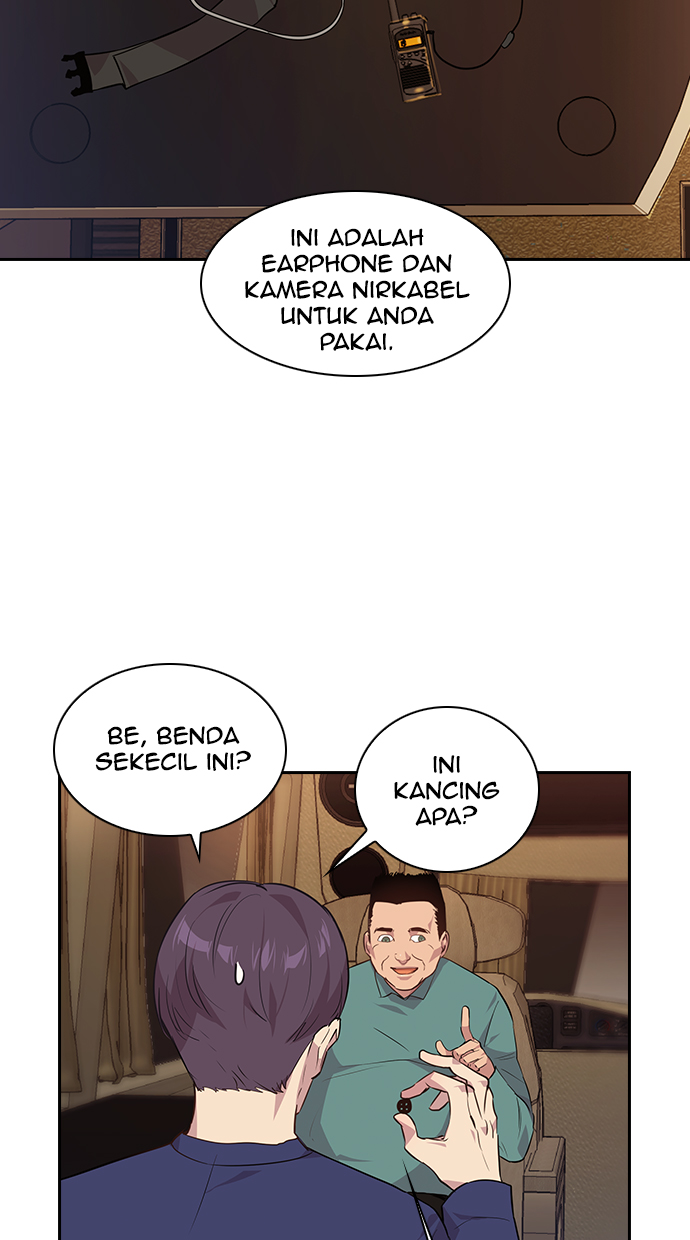 INI ADALAH
EARPHONE DAN
KAMERA NIRKABEL
UNTUK ANDA
PAKAI.
BE, BENDA
SEKECIL INI?
INI
KANCING
APA?